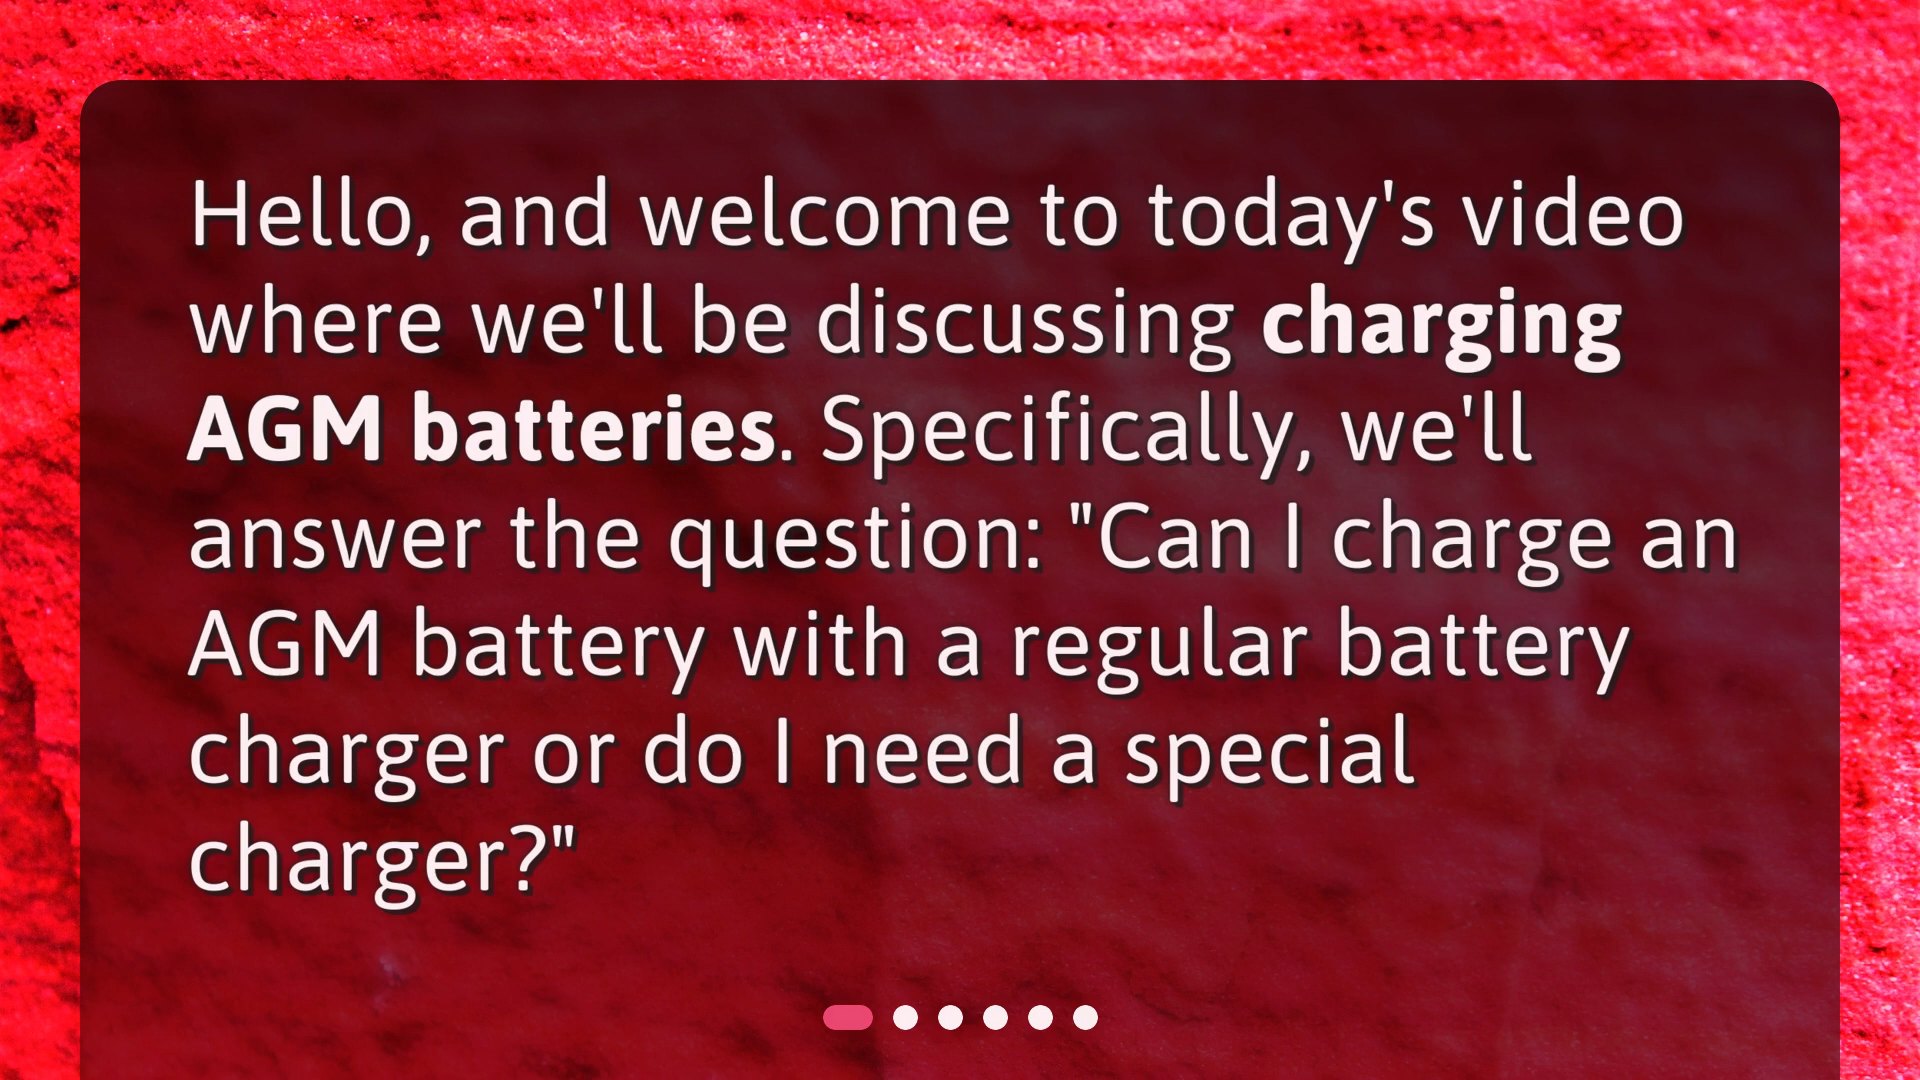 Hello, and welcome to today's video
where we'll be discussing charging
AGM batteries. Specifically, we'll
answer the question: "Can I charge an
AGM battery with a regular battery
charger or do I need a special
charger?"